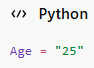 </> Python
Age = "25"